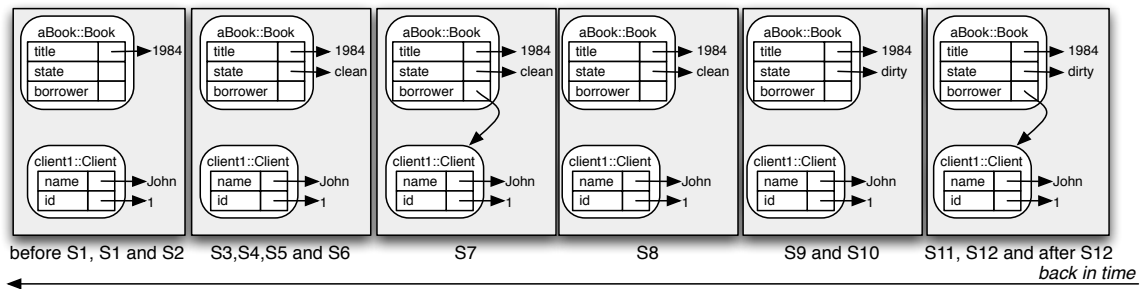 aBook::Book aBook::Book aBook::Book aBook::Book aBook::Book aBook::Book
title 1984 title 1984 title 1984 title 1984 title 1984 title 1984
state state clean state clean state clean state dirty state dirty
borrower borrower borrower borrower borrower borrower
client1::Client client1::Client client1::Client client1::Client client1::Client client1::Client
name John name John name John name John name John name John
id 1 id 1 id 1 id 1 id 1 id 1
before S1, S1 and S2 S3,S4,S5 and S6 S7 S8 S9 and S10 S11, S12 and after S12
back in time